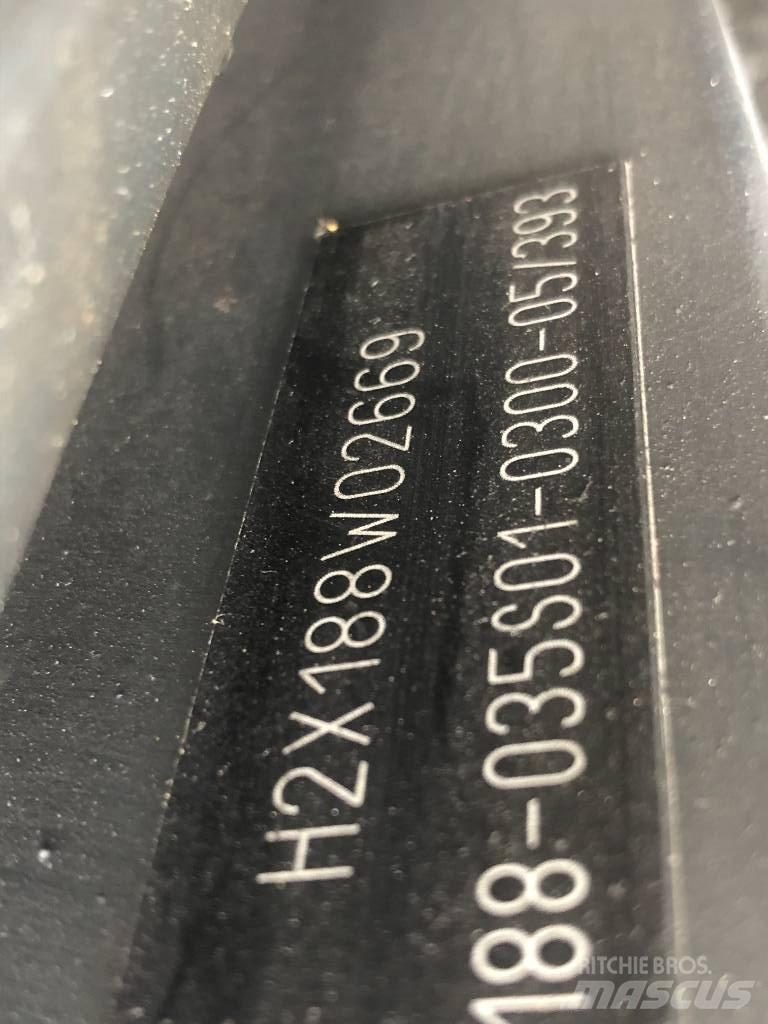 H2X188W02669
188-035S01-0300-05/393
RITCHIE BROS.
MASCUS